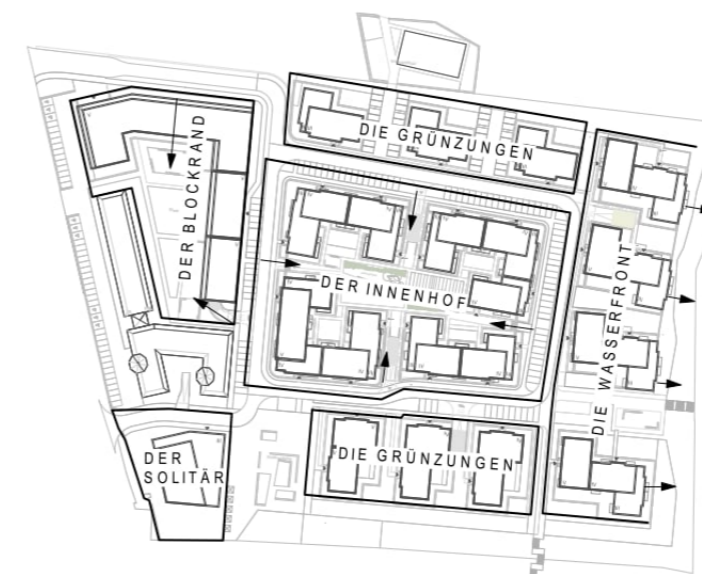 DIE GRÜNZUNGEN
DER BLOCKRAND
DER INNENHOF
DIE WASSERFRONT
DIE GRÜNZUNGEN
DER
SOLITÄR